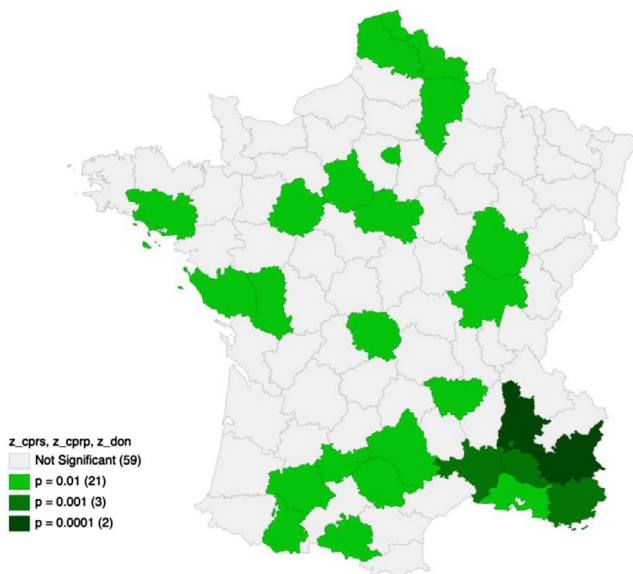 z_cprs, z_cprp, z_don
Not Significant (59)
p = 0.01 (21)
p = 0.001 (3)
p = 0.0001 (2)